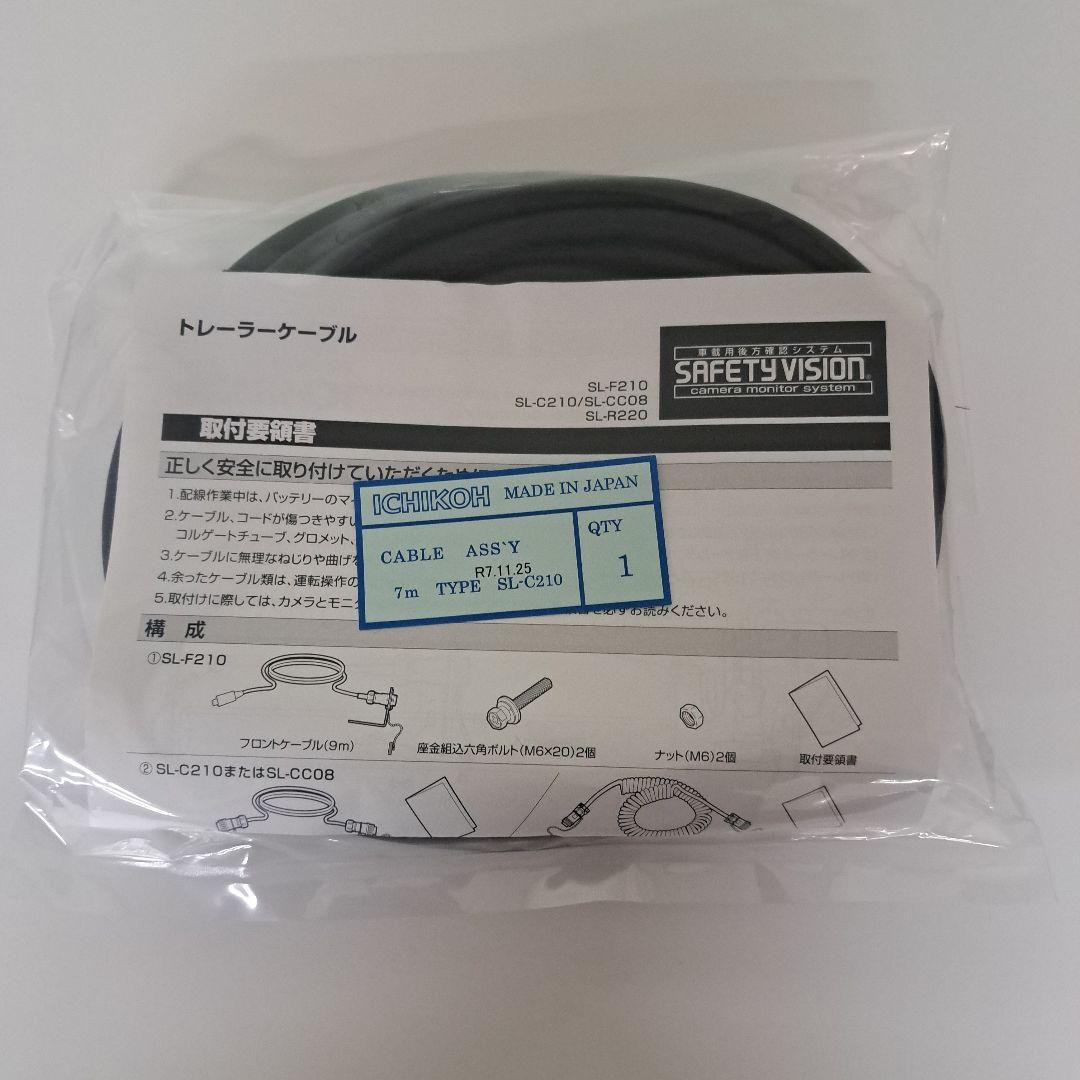 トレーラーケーブル
車載用後方確認システム
SAFETY VISION®
camera monitor system
SL-F210
SL-C210/SL-CC08
SL-R220
取付要領書
正しく安全に取り付けていただくために
1.配線作業中は、バッテリーのマイ
2.ケーブル、コードが傷つきやすい
コルゲートチューブ、グロメット、
3.ケーブルに無理なねじりや曲げな
4.余ったケーブル類は、運転操作の
5.取付けに際しては、カメラとモニタ
必ずお読みください。
ICHIKOH MADE IN JAPAN
CABLE ASS`Y
R7.11.25
7m TYPE SL-C210
QTY
1
構 成
①SL-F210
フロントケーブル(9m)
座金組込六角ボルト(M6×20)2個
ナット(M6)2個
取付要領書
②SL-C210またはSL-CC08